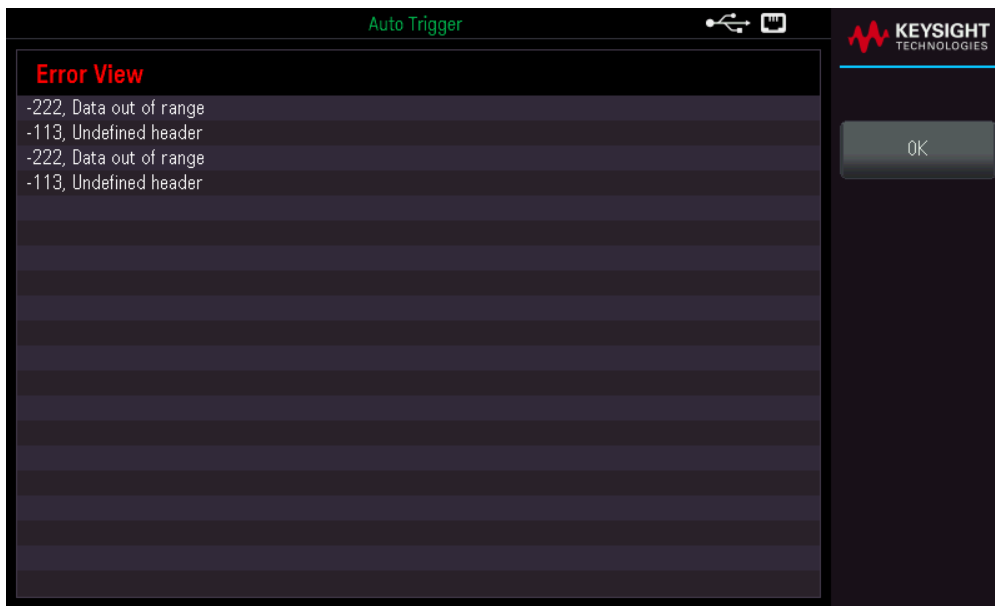 Auto Trigger
KEYSIGHT
TECHNOLOGIES
Error View
-222, Data out of range
-113, Undefined header
-222, Data out of range
-113, Undefined header
OK